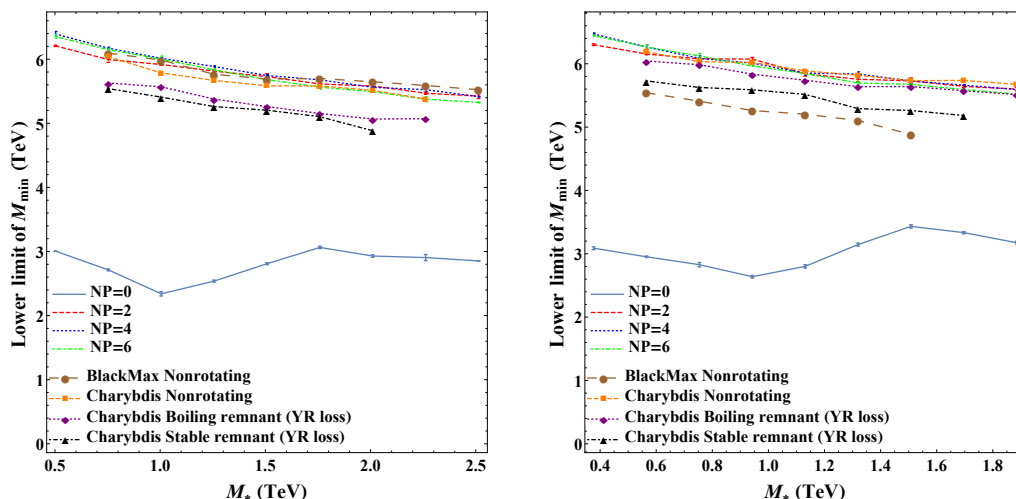 Lower limit of M_min (TeV)
6
5
4
3
2
1
0
NP=0
NP=2
NP=4
NP=6
BlackMax Nonrotating
Charybdis Nonrotating
Charybdis Boiling remnant (YR loss)
Charybdis Stable remnant (YR loss)
0.5 1.0 1.5 2.0 2.5
M_* (TeV)
Lower limit of M_min (TeV)
6
5
4
3
2
1
0
NP=0
NP=2
NP=4
NP=6
BlackMax Nonrotating
Charybdis Nonrotating
Charybdis Boiling remnant (YR loss)
Charybdis Stable remnant (YR loss)
0.4 0.6 0.8 1.0 1.2 1.4 1.6 1.8
M_* (TeV)